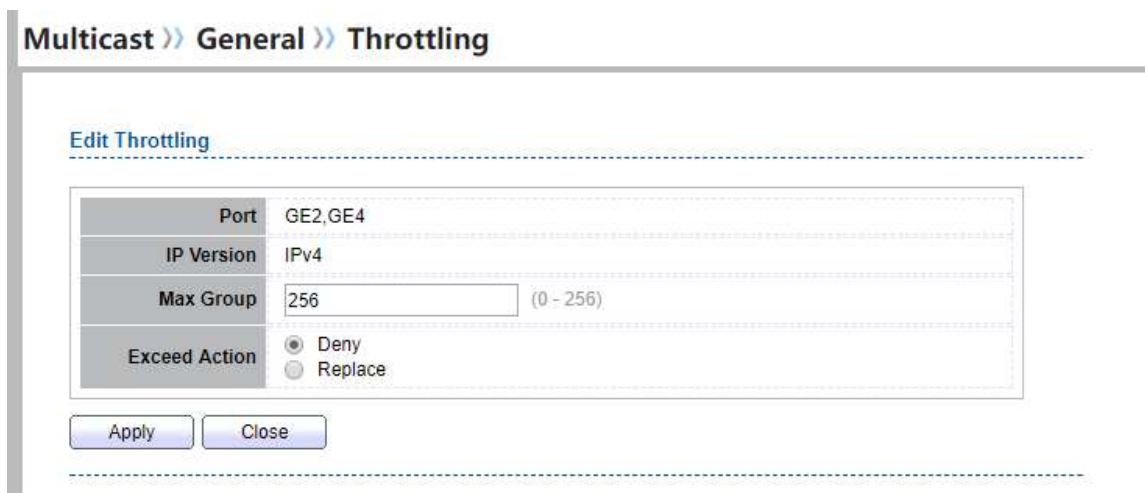 Multicast » General » Throttling
Edit Throttling
Port GE2,GE4
IP Version IPv4
Max Group 256 (0 - 256)
Exceed Action Deny
Replace
Apply Close